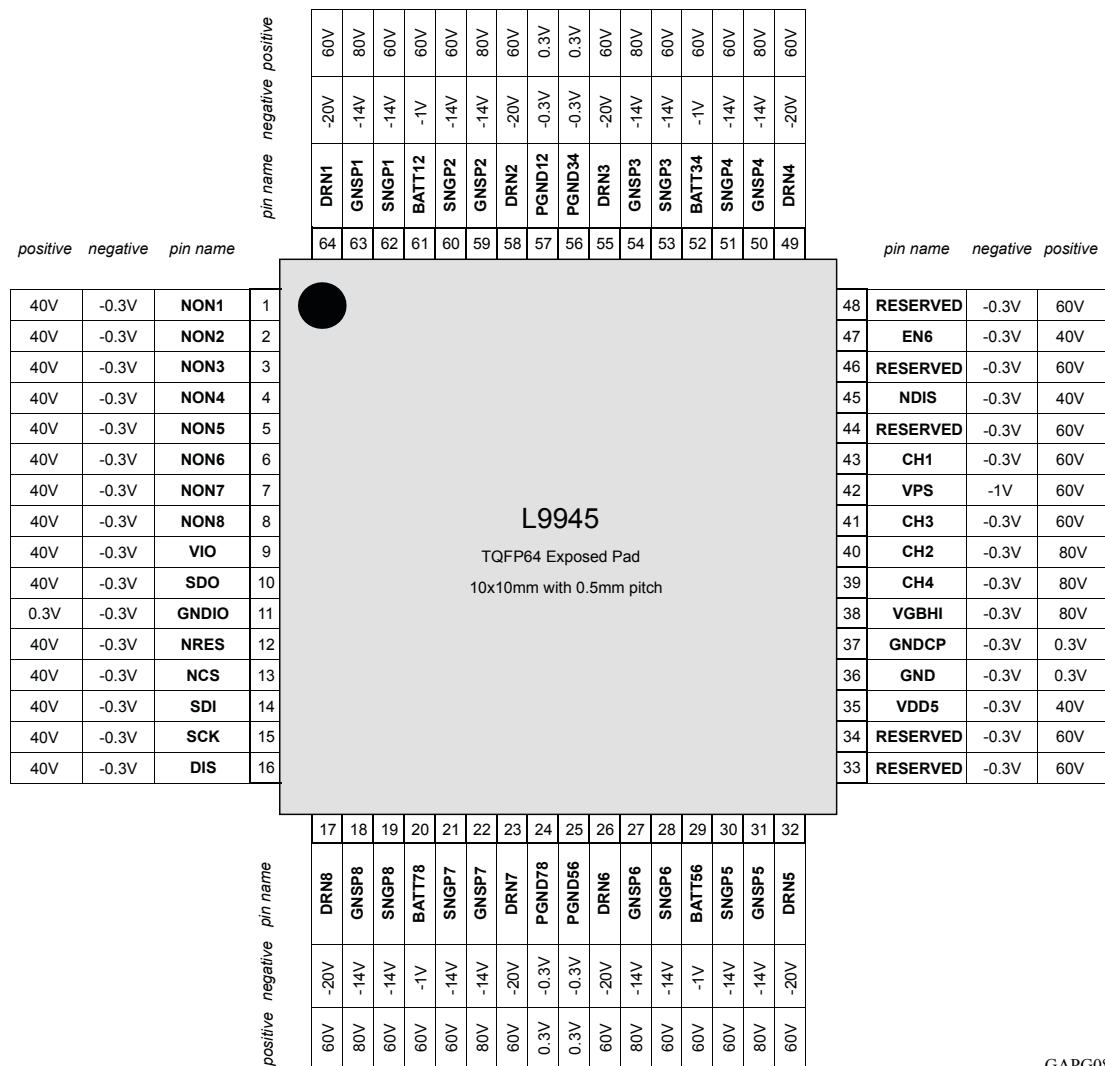 positive 60V 80V 60V 60V 60V 80V 60V 0.3V 0.3V 60V 80V 60V 60V 60V 80V 60V
negative -20V -14V -14V -1V -14V -14V -20V -0.3V -0.3V -20V -14V -14V -1V -14V -14V -20V
pin name DRN1 GNSP1 SNGP1 BATT12 SNGP2 GNSP2 DRN2 PGND12 PGND34 DRN3 GNSP3 SNGP3 BATT34 SNGP4 GNSP4 DRN4
64 63 62 61 60 59 58 57 56 55 54 53 52 51 50 49
positive negative pin name pin name negative positive
40V -0.3V NON1 1 48 RESERVED -0.3V 60V
40V -0.3V NON2 2 47 EN6 -0.3V 40V
40V -0.3V NON3 3 46 RESERVED -0.3V 60V
40V -0.3V NON4 4 45 NDIS -0.3V 40V
40V -0.3V NON5 5 44 RESERVED -0.3V 60V
40V -0.3V NON6 6 43 CH1 -0.3V 60V
40V -0.3V NON7 7 42 VPS -1V 60V
40V -0.3V NON8 8 41 CH3 -0.3V 60V
40V -0.3V VIO 9 40 CH2 -0.3V 80V
40V -0.3V SDO 10 39 CH4 -0.3V 80V
0.3V -0.3V GNDIO 11 38 VGBHI -0.3V 80V
40V -0.3V NRES 12 37 GNDCP -0.3V 0.3V
40V -0.3V NCS 13 36 GND -0.3V 0.3V
40V -0.3V SDI 14 35 VDD5 -0.3V 40V
40V -0.3V SCK 15 34 RESERVED -0.3V 60V
40V -0.3V DIS 16 33 RESERVED -0.3V 60V
L9945
TQFP64 Exposed Pad
10x10mm with 0.5mm pitch
17 18 19 20 21 22 23 24 25 26 27 28 29 30 31 32
pin name DRN8 GNSP8 SNGP8 BATT78 SNGP7 GNSP7 DRN7 PGND78 PGND56 DRN6 GNSP6 SNGP6 BATT56 SNGP5 GNSP5 DRN5
negative -20V -14V -14V -1V -14V -14V -20V -0.3V -0.3V -20V -14V -14V -1V -14V -14V -20V
positive 60V 80V 60V 60V 60V 80V 60V 0.3V 0.3V 60V 80V 60V 60V 60V 80V 60V